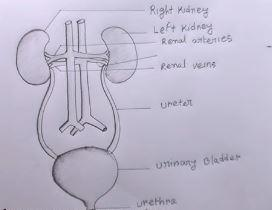 Right Kidney
Left Kidney
Renal arteries
Renal veins
ureter
urinary Bladder
urethra